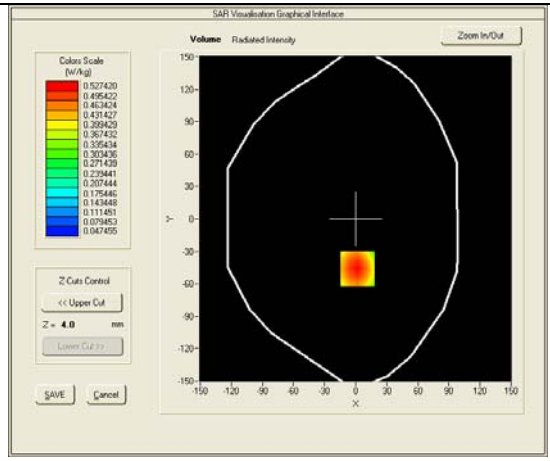 SAR Visualisation Graphical Interface
Volume Radiated Intensity
Zoom In/Out
Colors Scale
(W/kg)
0.527420
0.495422
0.463424
0.431427
0.399429
0.367432
0.335434
0.303436
0.271439
0.239441
0.207444
0.175446
0.143448
0.111451
0.079453
0.047455
Z Cuts Control
<< Upper Cut
Z = 4.0 mm
Lower Cut >>
SAVE Cancel
Y
150-
120-
90-
60-
30-
0-
-30-
-60-
-90-
-120-
-150-
-150 -120 -90 -60 -30 0 30 60 90 120 150
X